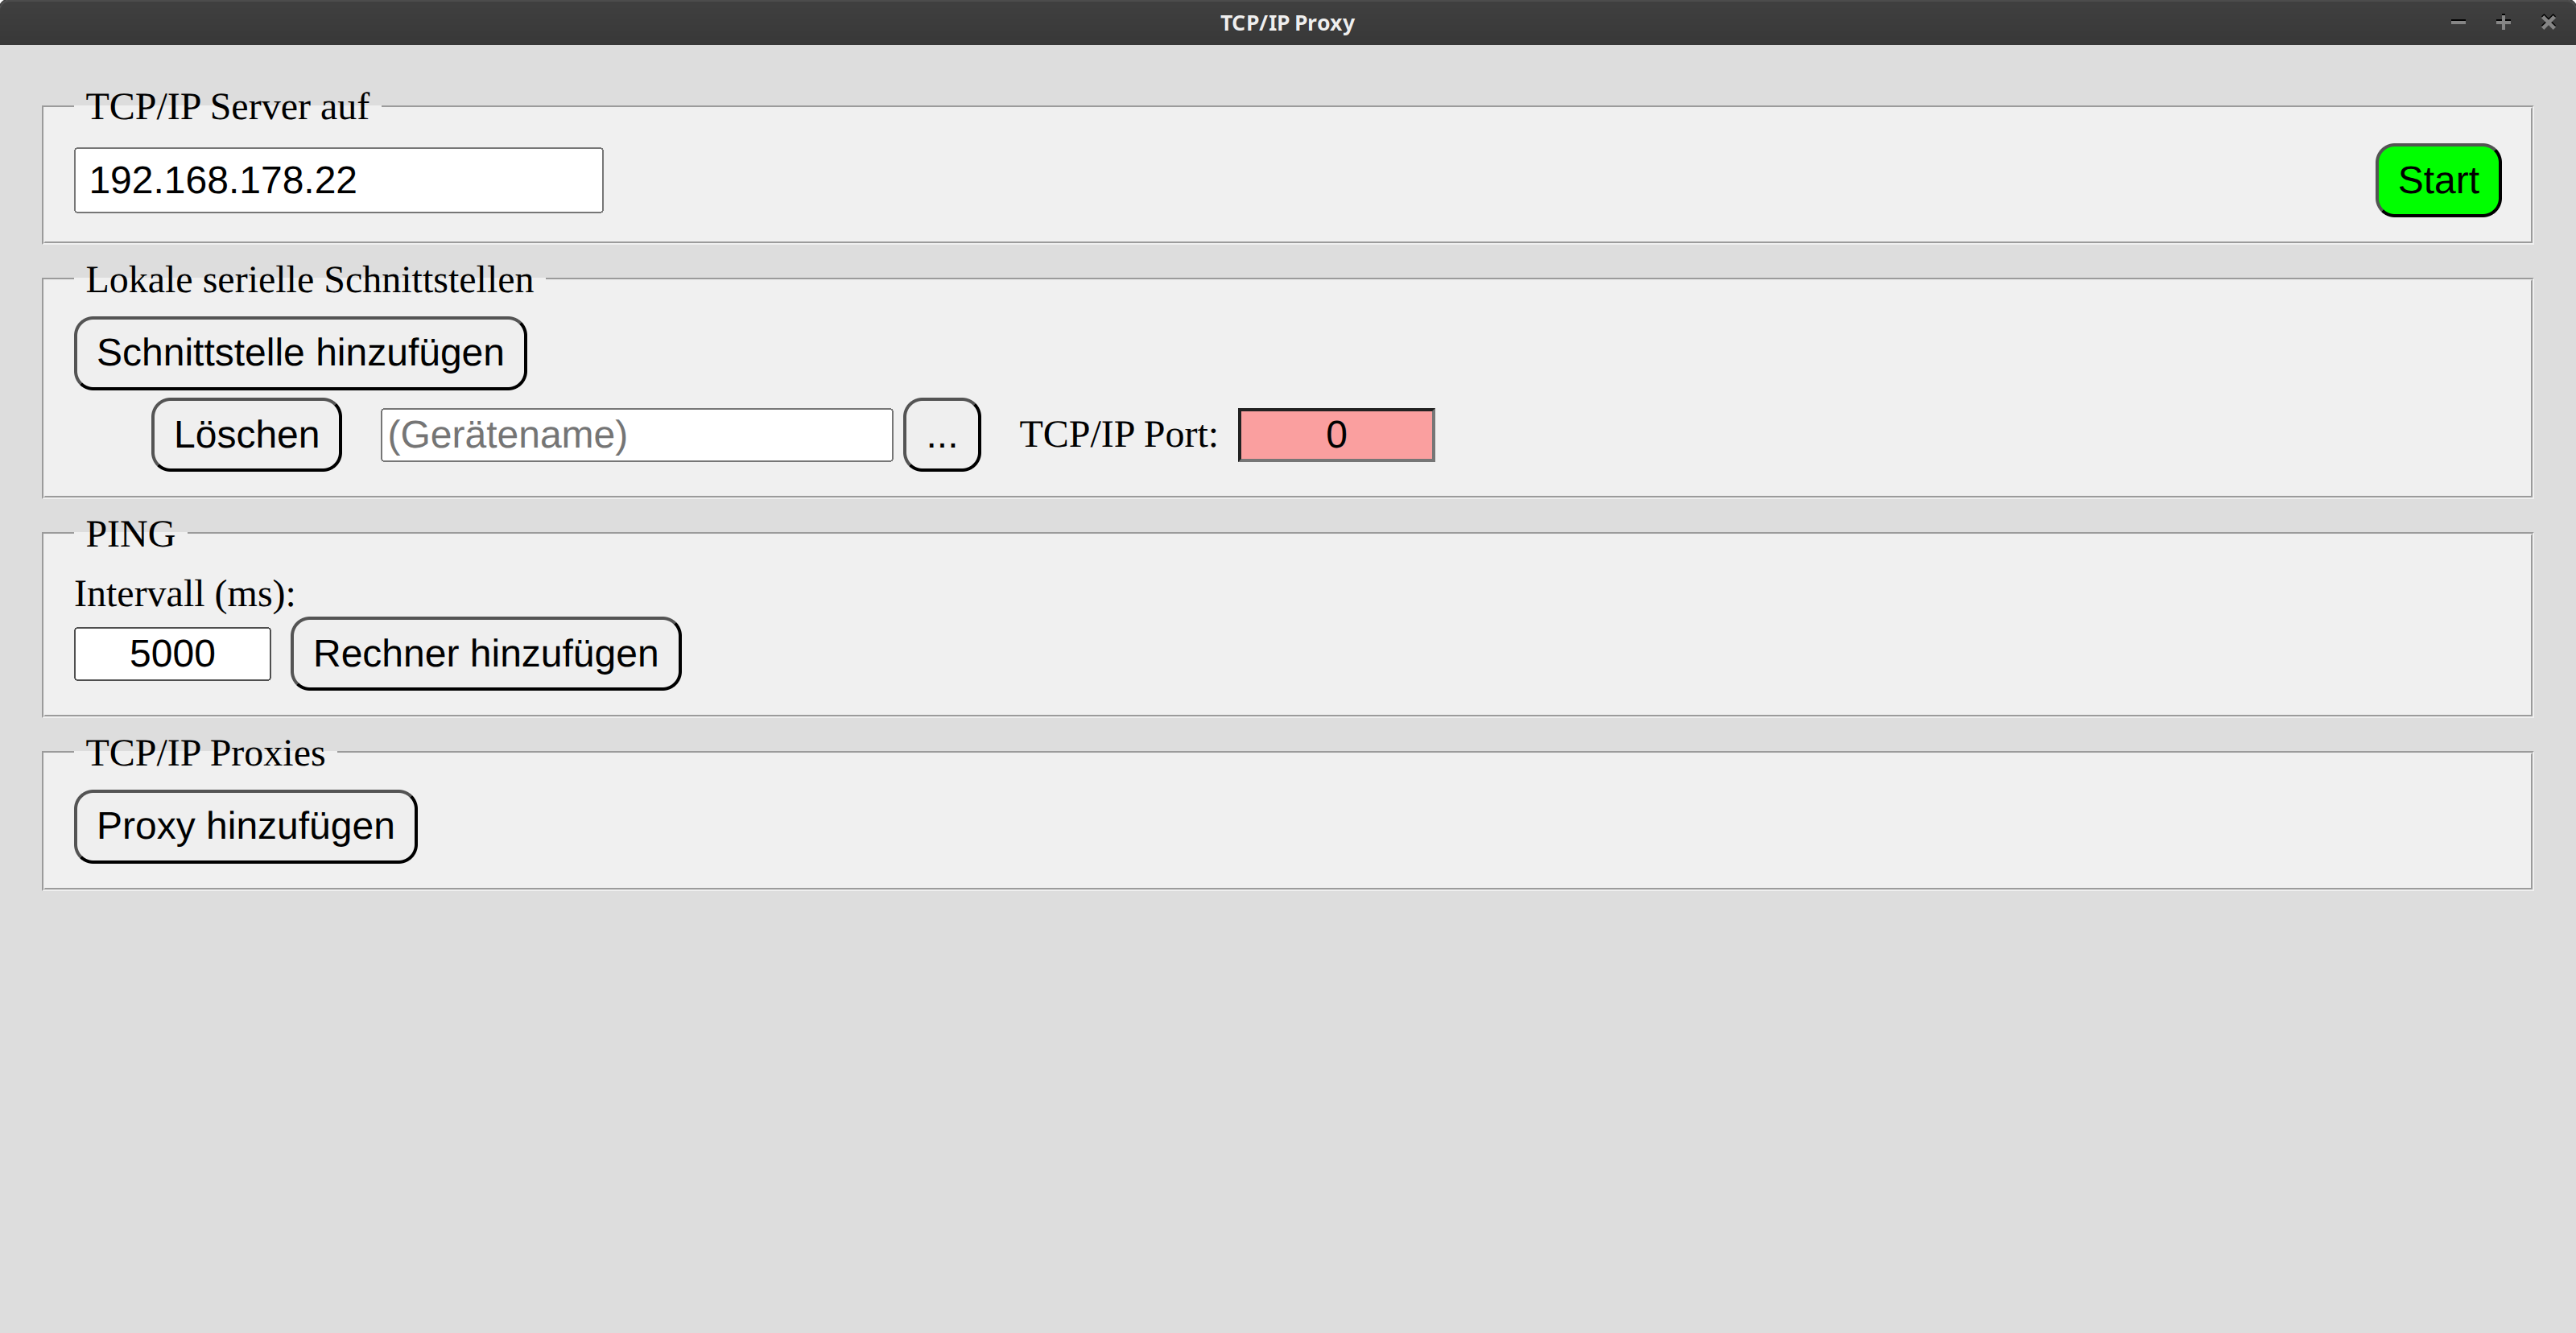 TCP/IP Proxy
TCP/IP Server auf
192.168.178.22 Start
Lokale serielle Schnittstellen
Schnittstelle hinzufügen
Löschen (Gerätename) ... TCP/IP Port: 0
PING
Intervall (ms):
5000 Rechner hinzufügen
TCP/IP Proxies
Proxy hinzufügen